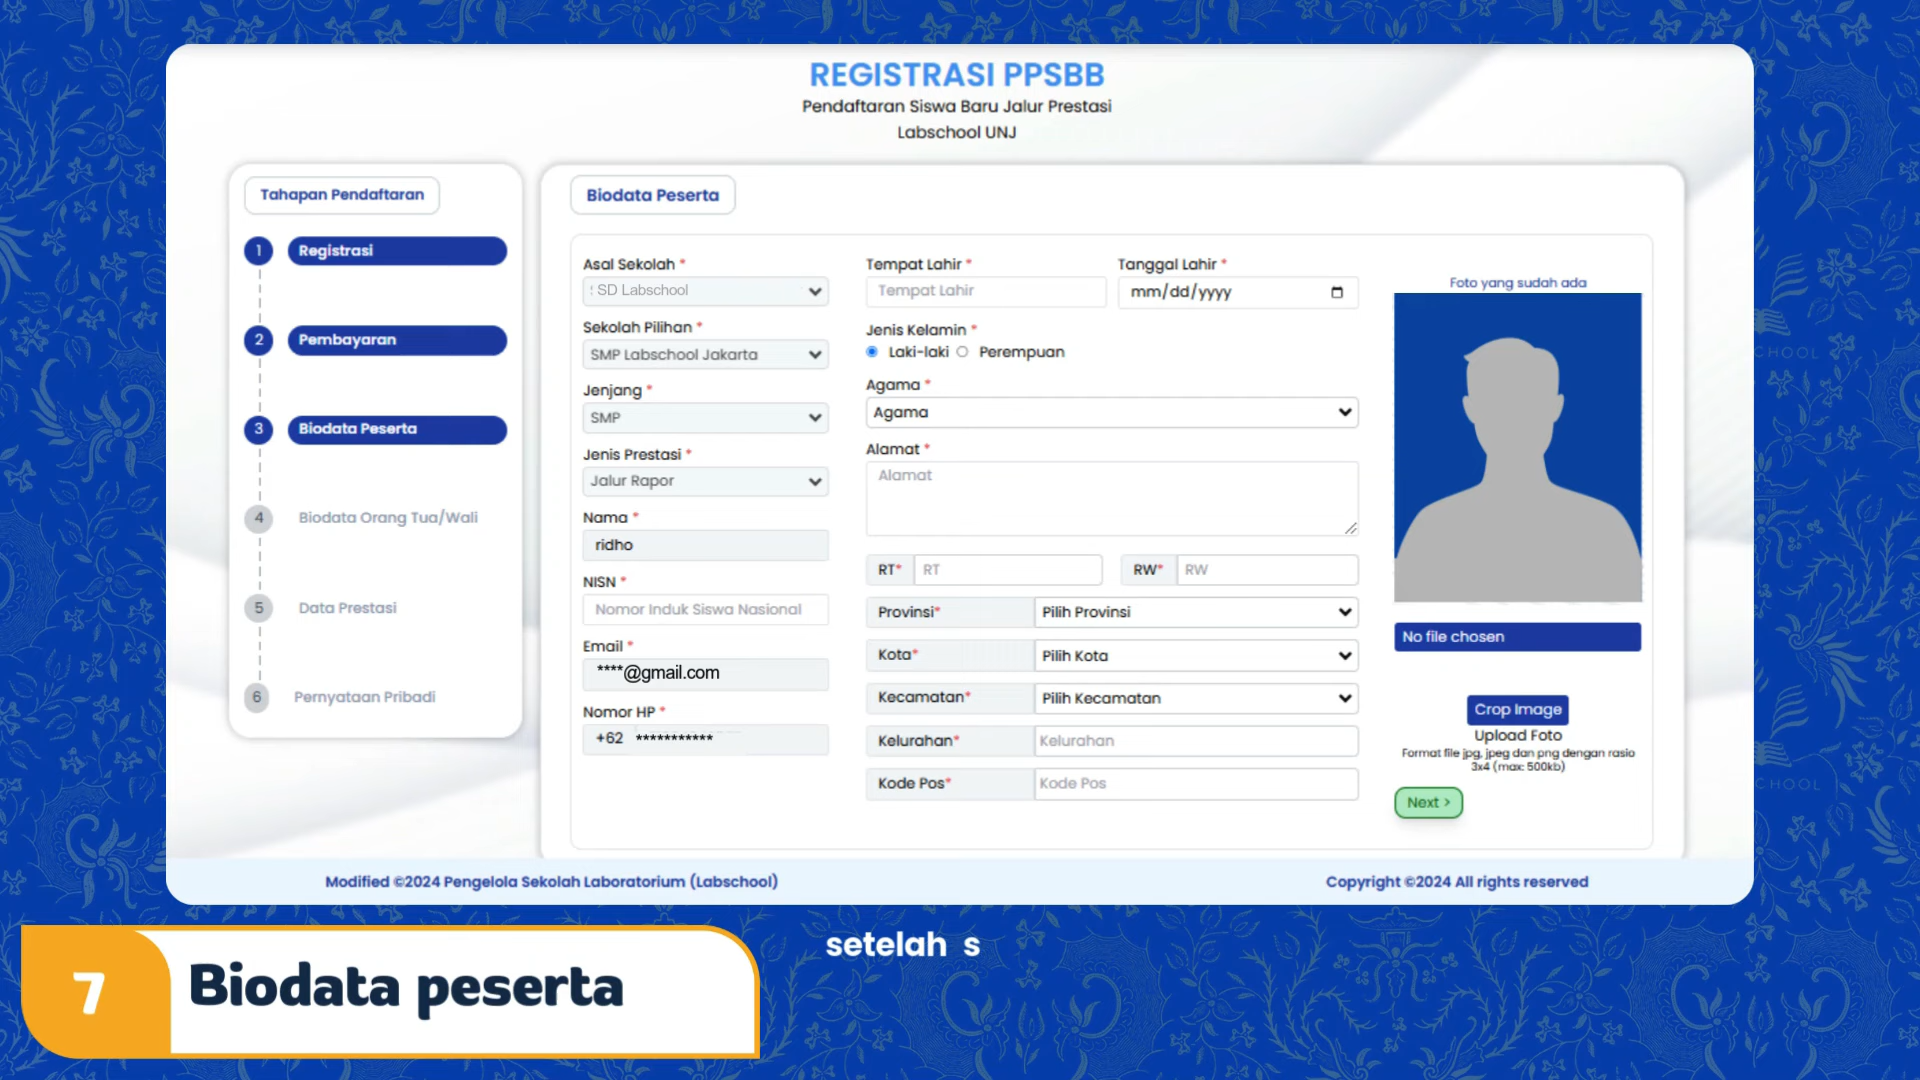 REGISTRASI PPSBB
Pendaftaran Siswa Baru Jalur Prestasi
Labschool UNJ
Tahapan Pendaftaran
1 Registrasi
2 Pembayaran
3 Biodata Peserta
4 Biodata Orang Tua/Wali
5 Data Prestasi
6 Pernyataan Pribadi
Biodata Peserta
Asal Sekolah *
SD Labschool
Sekolah Pilihan *
SMP Labschool Jakarta
Jenjang *
SMP
Jenis Prestasi *
Jalur Rapor
Nama *
ridho
NISN *
Nomor Induk Siswa Nasional
Email *
****@gmail.com
Nomor HP *
+62 ***********
Tempat Lahir *
Tempat Lahir
Tanggal Lahir *
mm/dd/yyyy
Jenis Kelamin *
Laki-laki Perempuan
Agama *
Agama
Alamat *
Alamat
RT* RT RW* RW
Provinsi* Pilih Provinsi
Kota* Pilih Kota
Kecamatan* Pilih Kecamatan
Kelurahan* Kelurahan
Kode Pos* Kode Pos
Foto yang sudah ada
No file chosen
Crop Image
Upload Foto
Format file jpg, jpeg dan png dengan rasio
3x4 (max: 500kb)
Next >
Modified ©2024 Pengelola Sekolah Laboratorium (Labschool)
Copyright ©2024 All rights reserved
7 Biodata peserta
setelah s